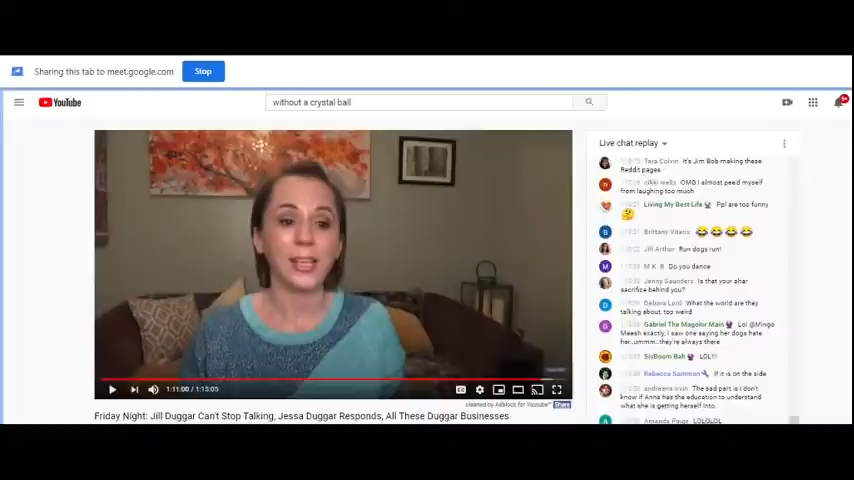 Sharing this tab to meet.google.com
Stop
YouTube
without a crystal ball
Live chat replay
Tara Colvin It's Jim Bob making these
Reddit pages
nikki wells OMG I almost pee'd myself
from laughing too much
Living My Best Life Ppl are too funny
🤔
Brittany Vitaris 😂😂😂😂
Jill Arthur Run dogs run!
M.K B Do you dance
Jenny Saunders Is that your altar
sacrifice behind you?
Debora Lord What the world are they
talking about, too weird
Gabriel The Magolor Main Lol @Mingo
Meesh exactly, I saw one saying her dogs hate
her...ummm...they're always there
SisBoom Bah LOL!!!
Rebecca Sammon If it is on the side
andreena irvin The sad part is I don't
know if Anna has the education to understand
what she is getting herself into.
Amanda Paige LOLOLOL
1:11:00 / 1:15:05
cleaned by Adblock for Youtube™ Share
Friday Night: Jill Duggar Can't Stop Talking, Jessa Duggar Responds, All These Duggar Businesses